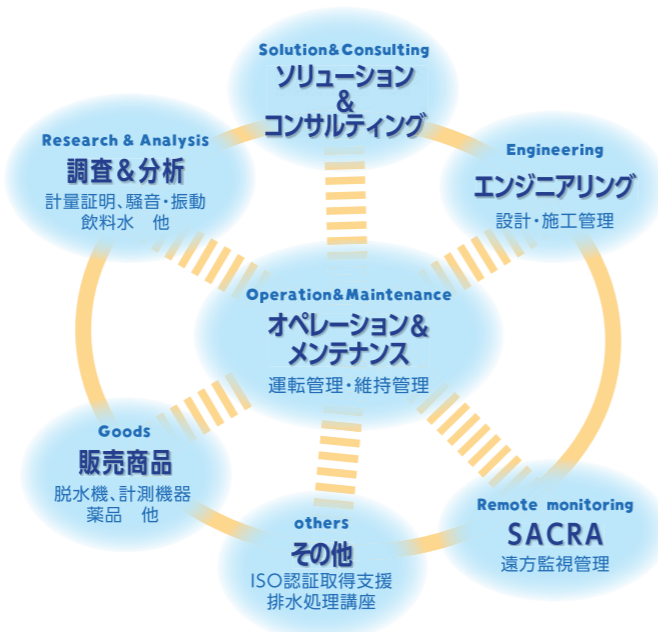 Solution&Consulting
ソリューション
&
コンサルティング
Research & Analysis
調査&分析
計量証明、騒音・振動
飲料水　他
Engineering
エンジニアリング
設計・施工管理
Operation&Maintenance
オペレーション&
メンテナンス
運転管理・維持管理
Goods
販売商品
脱水機、計測機器
薬品　他
others
その他
ISO認証取得支援
排水処理講座
Remote monitoring
SACRA
遠方監視管理